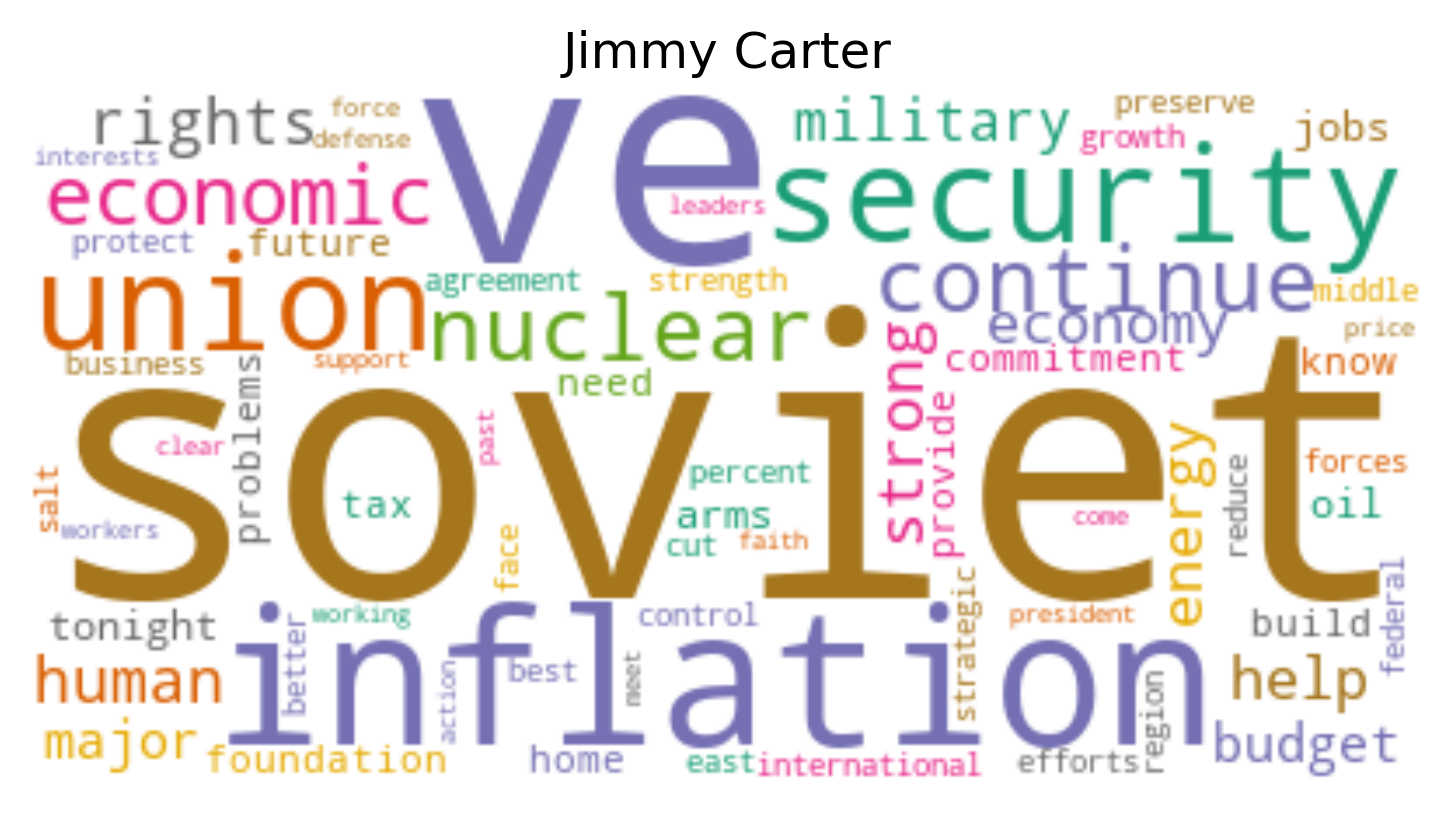 Jimmy Carter
rights force ve military preserve
defense growth jobs
interests
economic leaders security
protect future
union agreement strength continue middle
nuclear economy price
business support commitment know
problems need strong
past provide
clear percent energy forces
salt tax arms reduce oil
soviet
workers face cut faith come
tonight working control strategic president build federal
human better inflation help
action best meet
major foundation home east international efforts region budget